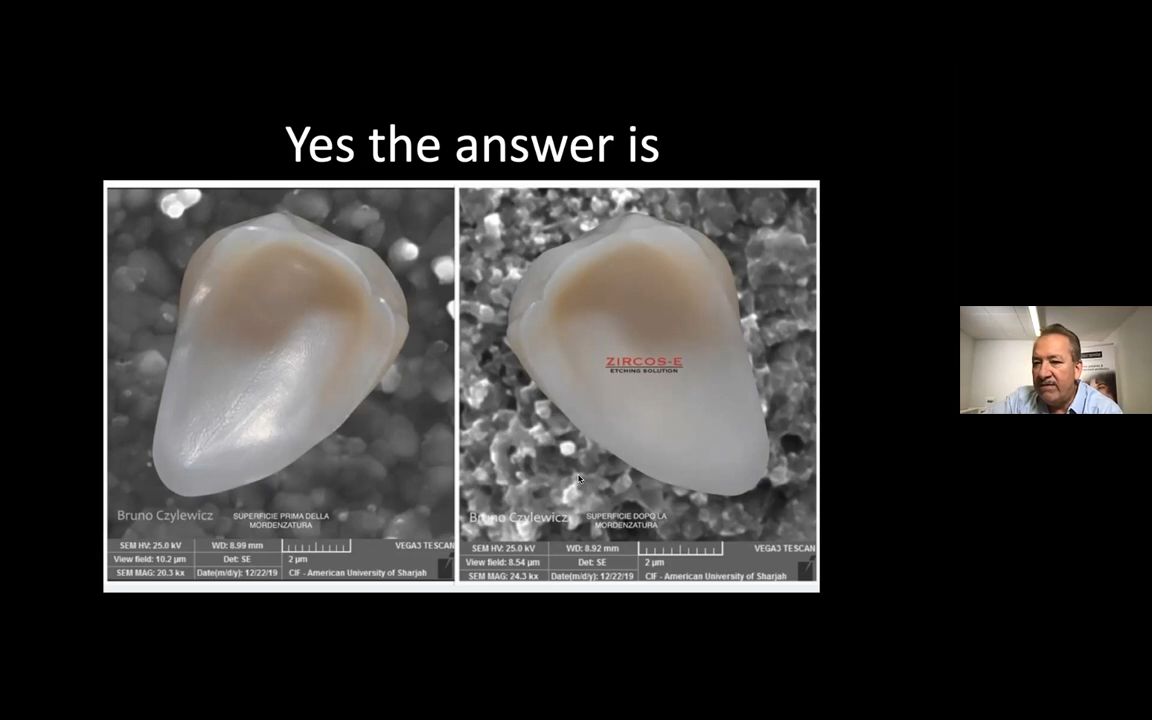 Yes the answer is
ZIRCOS-E
ETCHING SOLUTION
Bruno Czylewicz
SUPERFICIE PRIMA DELLA
MORDENZATURA
SEM HV: 25.0 kV
WD: 8.99 mm
VEGA3 TESCAN
View field: 10.2 µm
Det: SE
2 µm
SEM MAG: 20.3 kx
Date(m/d/y): 12/22/19
CIF - American University of Sharjah
Bruno Czylewicz
SUPERFICIE DOPO LA
MORDENZATURA
SEM HV: 25.0 kV
WD: 8.92 mm
VEGA3 TESCAN
View field: 8.54 µm
Det: SE
2 µm
SEM MAG: 24.3 kx
Date(m/d/y): 12/22/19
CIF - American University of Sharjah